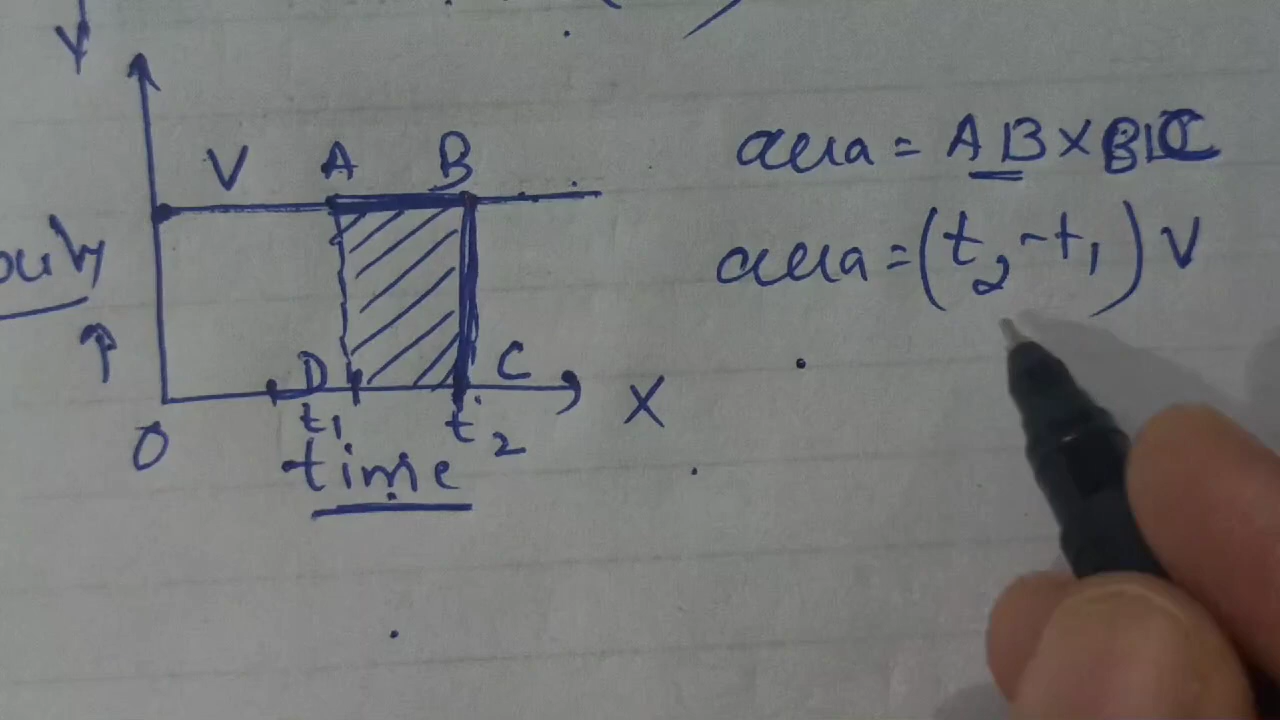 Y
V A B
area = AB X BC
area = (t2 - t1) V
D C
O t1 t2 X
time